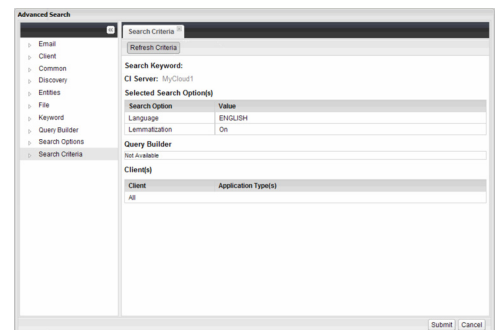 Advanced Search
Search Criteria
Email
Client
Common
Discovery
Entities
File
Keyword
Query Builder
Search Options
Search Criteria
Refresh Criteria
Search Keyword:
CI Server: MyCloud1
Selected Search Option(s)
Search Option Value
Language ENGLISH
Lemmatization On
Query Builder
Not Available
Client(s)
Client Application Type(s)
All
Submit Cancel